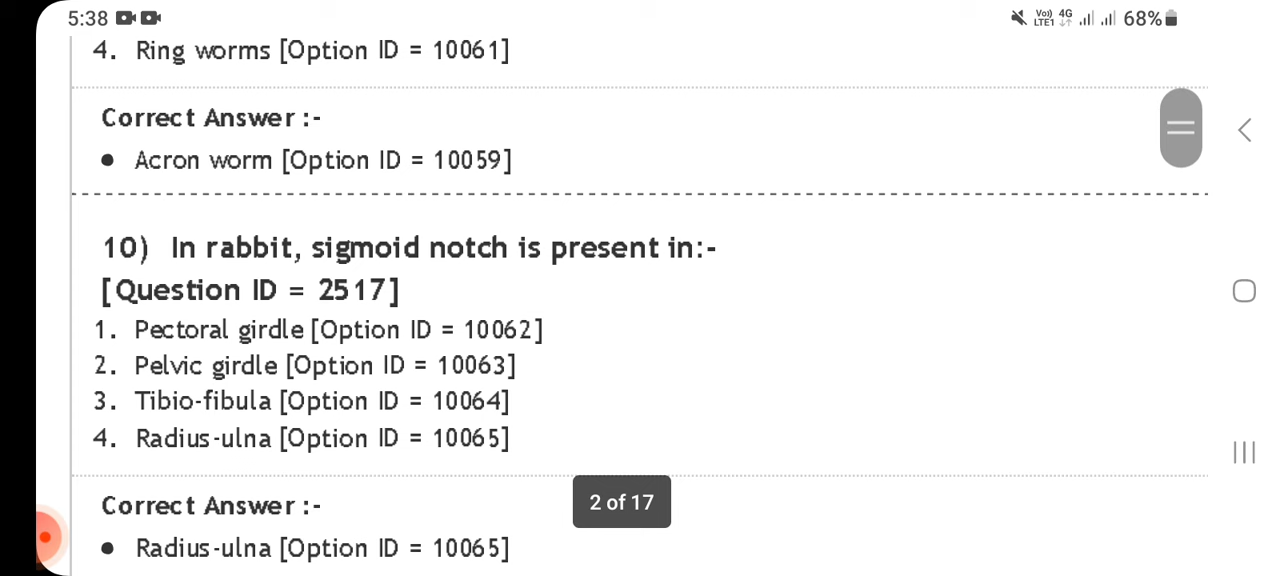 5:38
Vo) 4G
LTE1 68%
4. Ring worms [Option ID = 10061]
Correct Answer :-
• Acron worm [Option ID = 10059]
10) In rabbit, sigmoid notch is present in:-
[Question ID = 2517]
1. Pectoral girdle [Option ID = 10062]
2. Pelvic girdle [Option ID = 10063]
3. Tibio-fibula [Option ID = 10064]
4. Radius-ulna [Option ID = 10065]
Correct Answer :-
2 of 17
• Radius-ulna [Option ID = 10065]